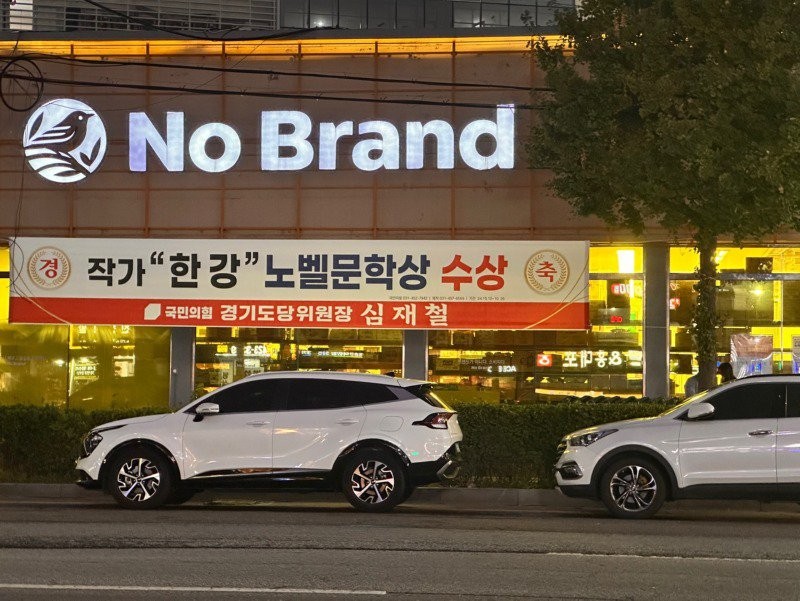 No Brand
경 작가 "한강" 노벨문학상 수상 축
국민의힘 경기도당위원장 심재철